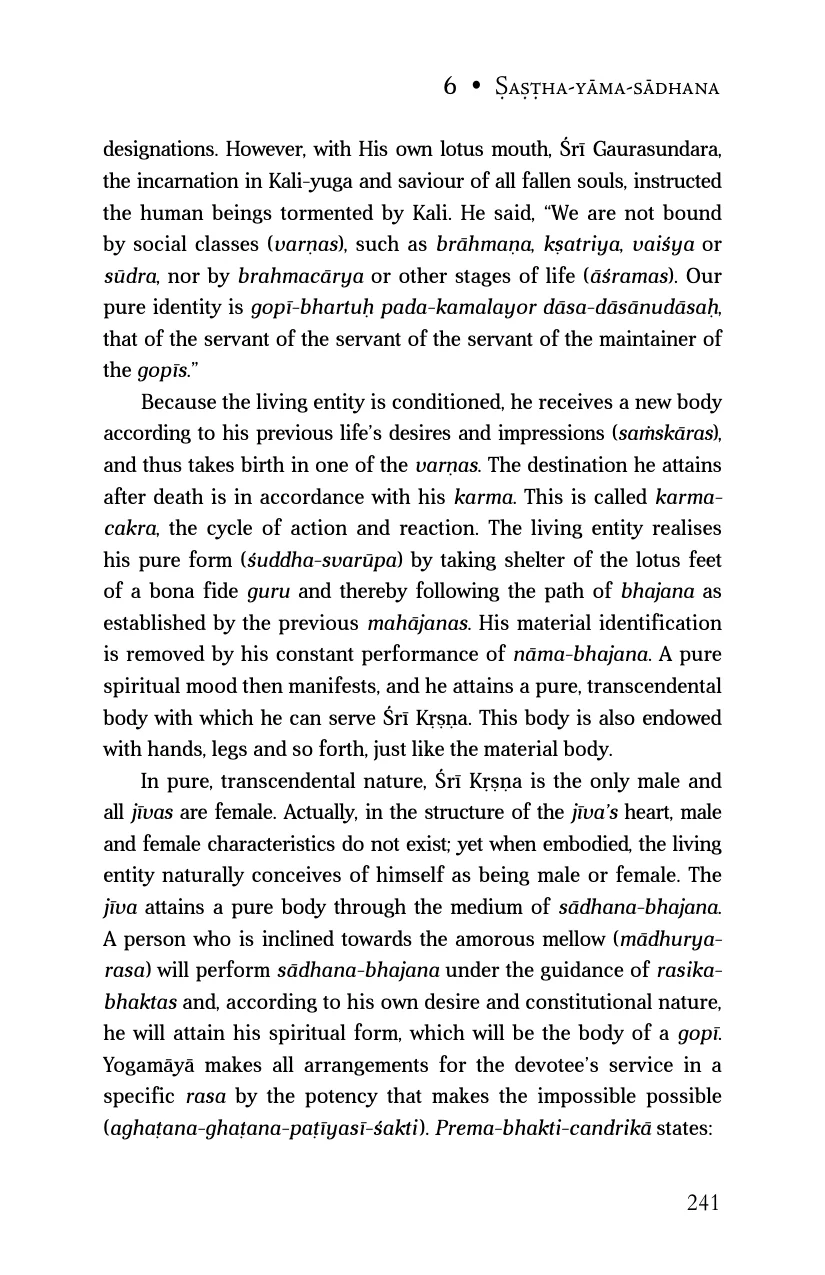 6 • Ṣaṣṭha-yāma-sādhana
designations. However, with His own lotus mouth, Śrī Gaurasundara,
the incarnation in Kali-yuga and saviour of all fallen souls, instructed
the human beings tormented by Kali. He said, “We are not bound
by social classes (varṇas), such as brāhmaṇa, kṣatriya, vaiśya or
sūdra, nor by brahmacārya or other stages of life (āśramas). Our
pure identity is gopī-bhartuḥ pada-kamalayor dāsa-dāsānudāsaḥ,
that of the servant of the servant of the servant of the maintainer of
the gopīs.”
Because the living entity is conditioned, he receives a new body
according to his previous life’s desires and impressions (saṁskāras),
and thus takes birth in one of the varṇas. The destination he attains
after death is in accordance with his karma. This is called karma-
cakra, the cycle of action and reaction. The living entity realises
his pure form (śuddha-svarūpa) by taking shelter of the lotus feet
of a bona fide guru and thereby following the path of bhajana as
established by the previous mahājanas. His material identification
is removed by his constant performance of nāma-bhajana. A pure
spiritual mood then manifests, and he attains a pure, transcendental
body with which he can serve Śrī Kṛṣṇa. This body is also endowed
with hands, legs and so forth, just like the material body.
In pure, transcendental nature, Śrī Kṛṣṇa is the only male and
all jīvas are female. Actually, in the structure of the jīva’s heart, male
and female characteristics do not exist; yet when embodied, the living
entity naturally conceives of himself as being male or female. The
jīva attains a pure body through the medium of sādhana-bhajana.
A person who is inclined towards the amorous mellow (mādhurya-
rasa) will perform sādhana-bhajana under the guidance of rasika-
bhaktas and, according to his own desire and constitutional nature,
he will attain his spiritual form, which will be the body of a gopī.
Yogamāyā makes all arrangements for the devotee’s service in a
specific rasa by the potency that makes the impossible possible
(aghaṭana-ghaṭana-paṭīyasī-śakti). Prema-bhakti-candrikā states:
241